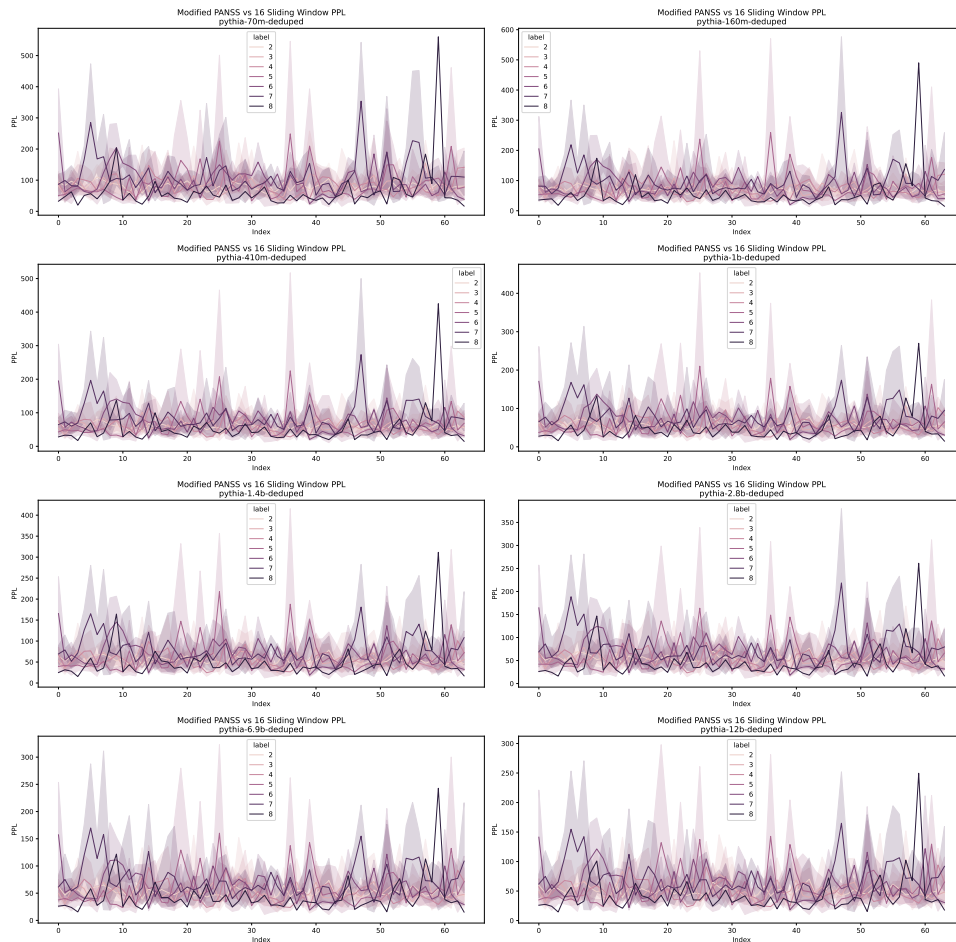 Modified PANSS vs 16 Sliding Window PPL
pythia-70m-deduped
label
2
3
4
5
6
7
8
500
400
300
200
100
0
PPL
0 10 20 30 40 50 60
Index
Modified PANSS vs 16 Sliding Window PPL
pythia-160m-deduped
label
2
3
4
5
6
7
8
600
500
400
300
200
100
0
PPL
0 10 20 30 40 50 60
Index
Modified PANSS vs 16 Sliding Window PPL
pythia-410m-deduped
label
2
3
4
5
6
7
8
500
400
300
200
100
0
PPL
0 10 20 30 40 50 60
Index
Modified PANSS vs 16 Sliding Window PPL
pythia-1b-deduped
label
2
3
4
5
6
7
8
400
300
200
100
0
PPL
0 10 20 30 40 50 60
Index
Modified PANSS vs 16 Sliding Window PPL
pythia-1.4b-deduped
label
2
3
4
5
6
7
8
400
350
300
250
200
150
100
50
0
PPL
0 10 20 30 40 50 60
Index
Modified PANSS vs 16 Sliding Window PPL
pythia-2.8b-deduped
label
2
3
4
5
6
7
8
350
300
250
200
150
100
50
0
PPL
0 10 20 30 40 50 60
Index
Modified PANSS vs 16 Sliding Window PPL
pythia-6.9b-deduped
label
2
3
4
5
6
7
8
300
250
200
150
100
50
0
PPL
0 10 20 30 40 50 60
Index
Modified PANSS vs 16 Sliding Window PPL
pythia-12b-deduped
label
2
3
4
5
6
7
8
300
250
200
150
100
50
0
PPL
0 10 20 30 40 50 60
Index